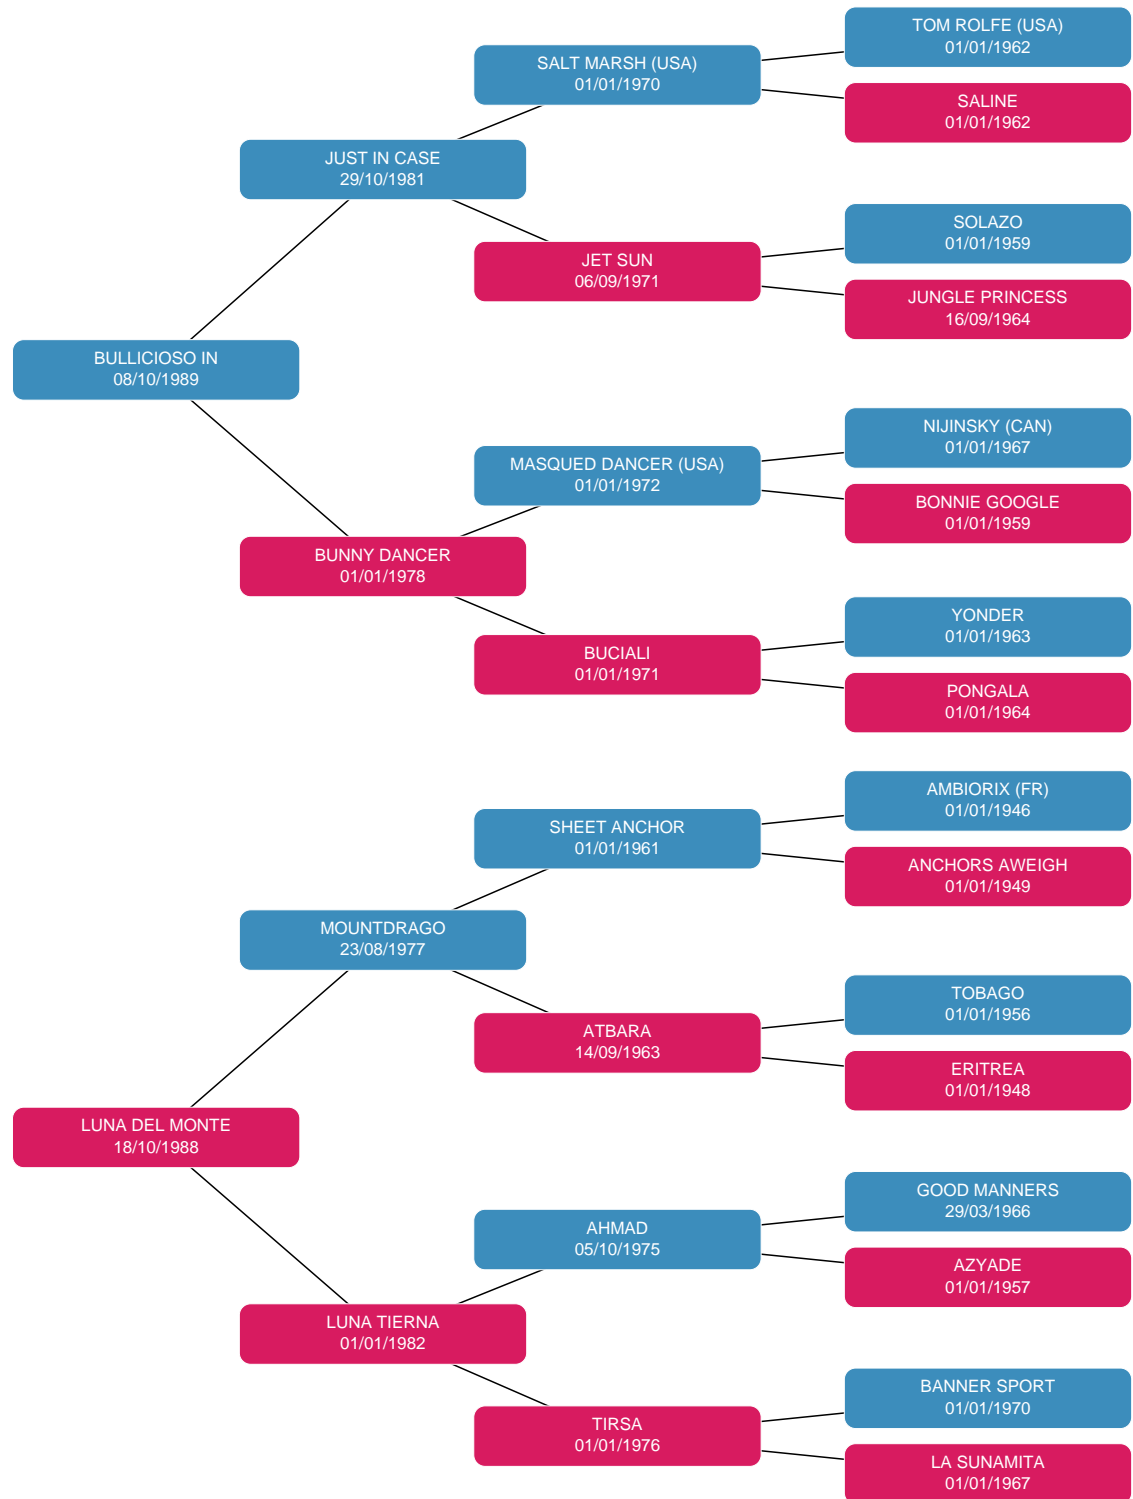 TOM ROLFE (USA)
01/01/1962
SALT MARSH (USA)
01/01/1970
SALINE
01/01/1962
JUST IN CASE
29/10/1981
SOLAZO
01/01/1959
JET SUN
06/09/1971
JUNGLE PRINCESS
16/09/1964
BULLICIOSO IN
08/10/1989
NIJINSKY (CAN)
01/01/1967
MASQUED DANCER (USA)
01/01/1972
BONNIE GOOGLE
01/01/1959
BUNNY DANCER
01/01/1978
YONDER
01/01/1963
BUCIALI
01/01/1971
PONGALA
01/01/1964
AMBIORIX (FR)
01/01/1946
SHEET ANCHOR
01/01/1961
ANCHORS AWEIGH
01/01/1949
MOUNTDRAGO
23/08/1977
TOBAGO
01/01/1956
ATBARA
14/09/1963
ERITREA
01/01/1948
LUNA DEL MONTE
18/10/1988
GOOD MANNERS
29/03/1966
AHMAD
05/10/1975
AZYADE
01/01/1957
LUNA TIERNA
01/01/1982
BANNER SPORT
01/01/1970
TIRSA
01/01/1976
LA SUNAMITA
01/01/1967